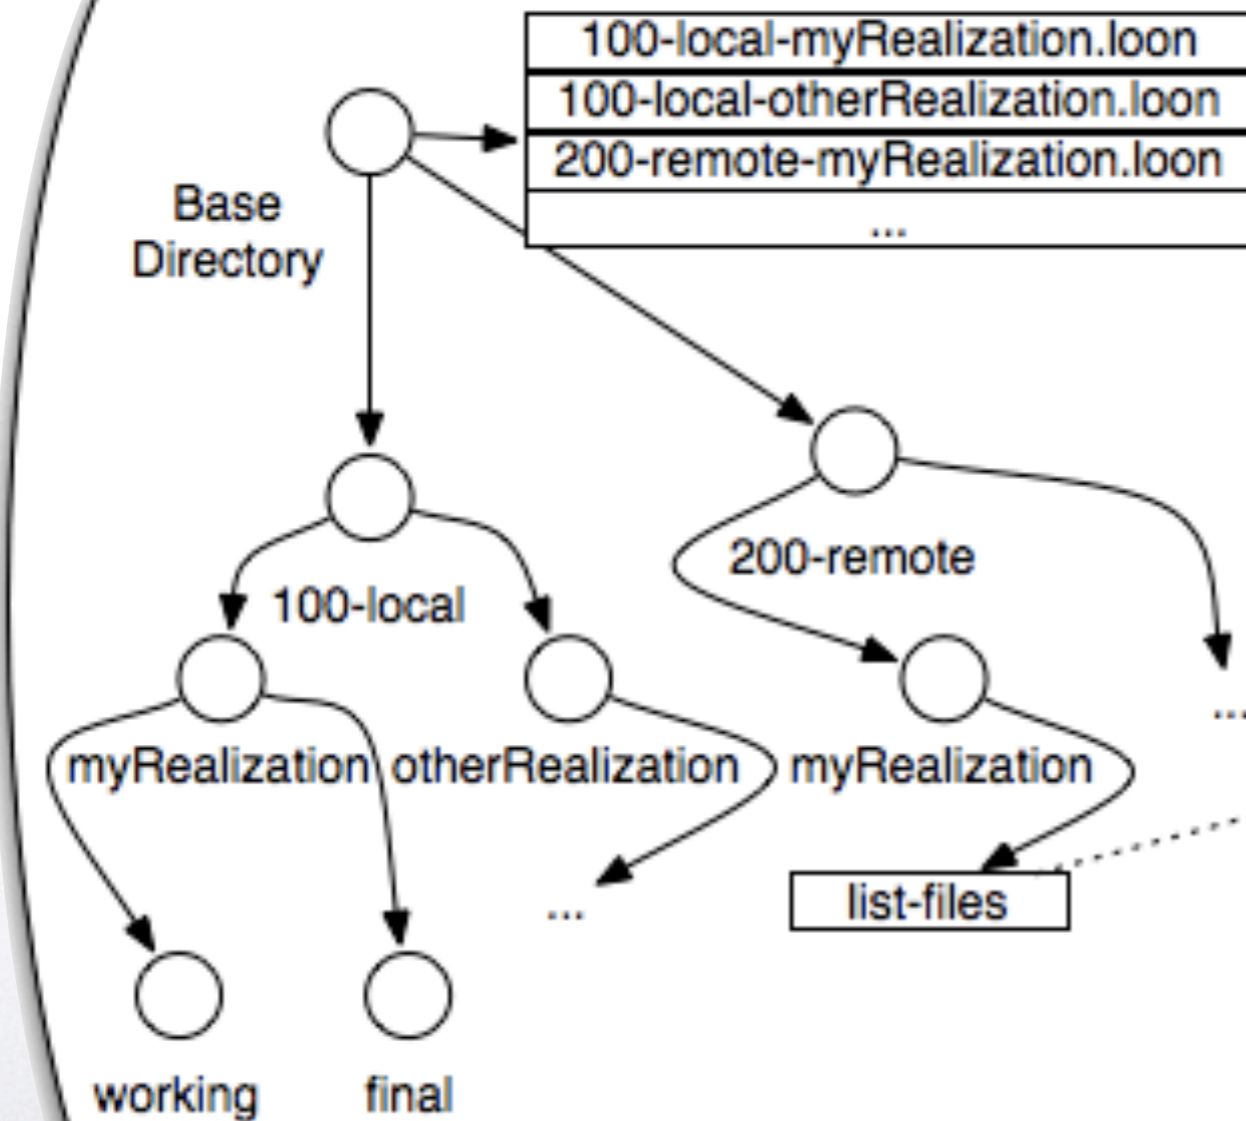 100-local-myRealization.loon
100-local-otherRealization.loon
200-remote-myRealization.loon
...
Base
Directory
200-remote
100-local
...
myRealization
otherRealization
myRealization
...
list-files
working
final